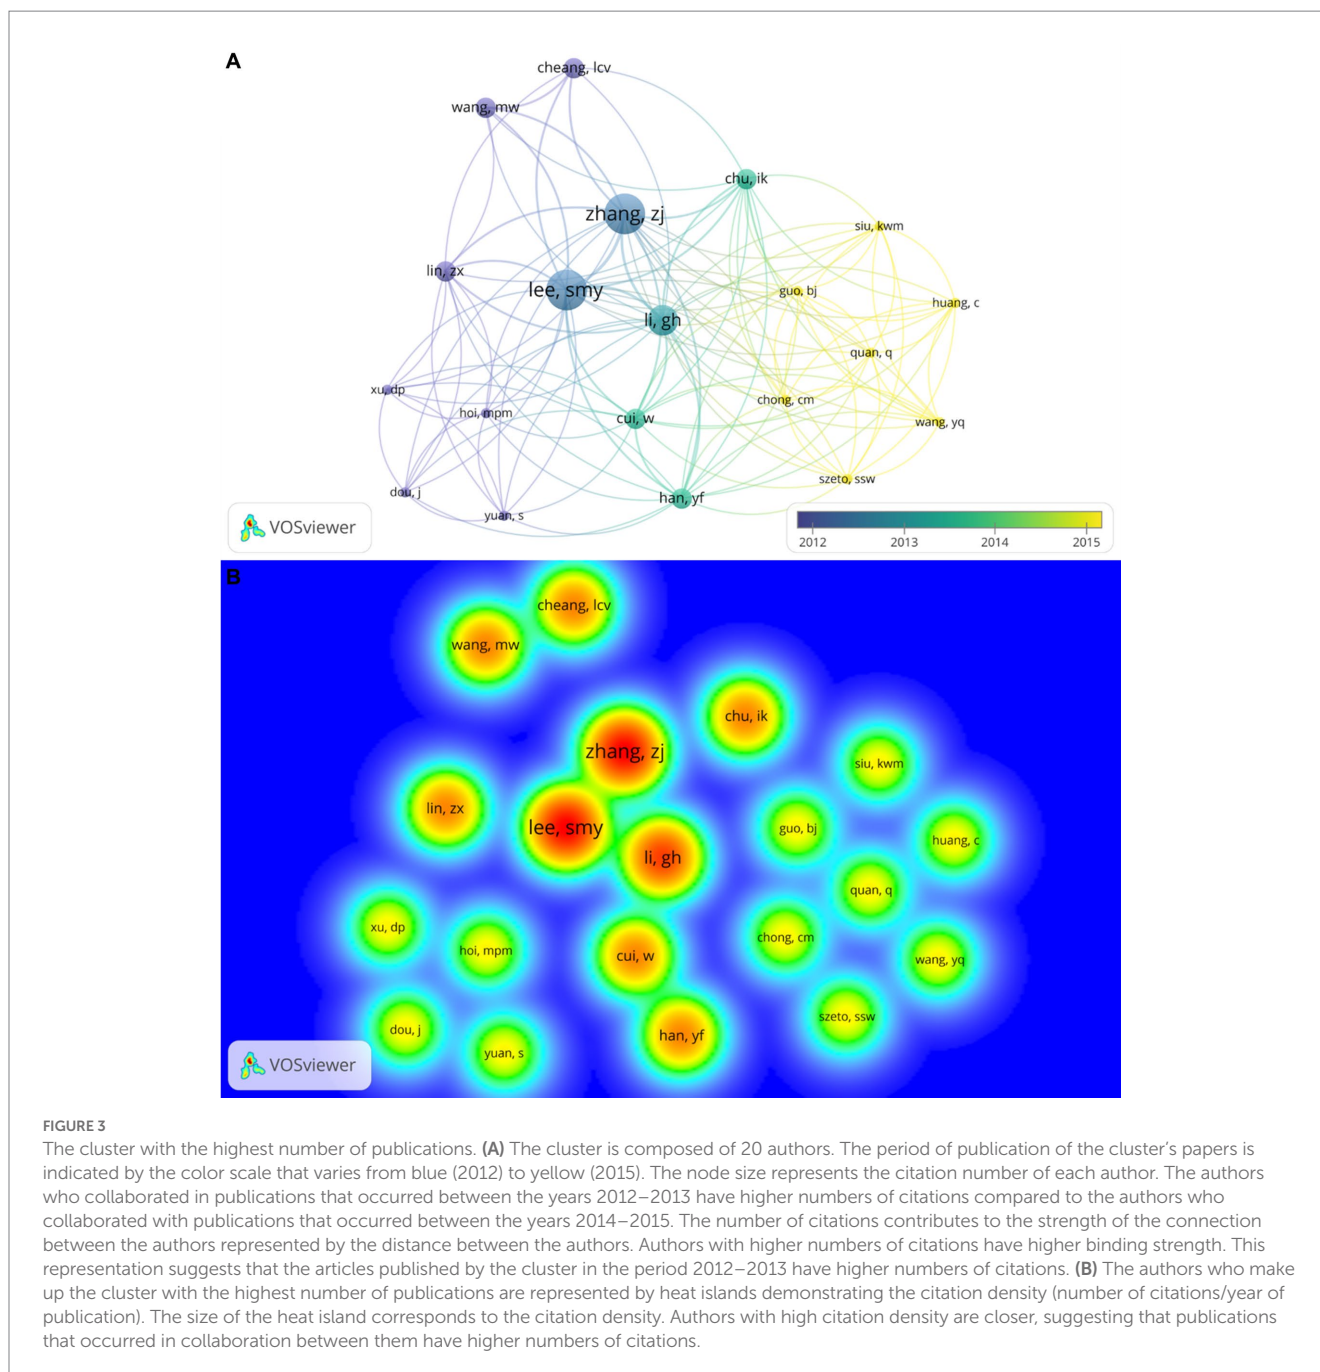 A
cheang, lcv
wang, mw
chu, ik
zhang, zj
siu, kwm
lin, zx
lee, smy
guo, bj
huang, c
li, gh
quan, q
xu, dp
chong, cm
hoi, mpm
cui, w
wang, yq
szeto, ssw
dou, j
han, yf
yuan, s
VOSviewer
2012 2013 2014 2015
B
cheang, lcv
wang, mw
chu, ik
zhang, zj
siu, kwm
lin, zx
lee, smy
guo, bj
huang, c
li, gh
quan, q
xu, dp
chong, cm
hoi, mpm
cui, w
wang, yq
szeto, ssw
dou, j
han, yf
yuan, s
VOSviewer
FIGURE 3
The cluster with the highest number of publications. (A) The cluster is composed of 20 authors. The period of publication of the cluster's papers is
indicated by the color scale that varies from blue (2012) to yellow (2015). The node size represents the citation number of each author. The authors
who collaborated in publications that occurred between the years 2012–2013 have higher numbers of citations compared to the authors who
collaborated with publications that occurred between the years 2014–2015. The number of citations contributes to the strength of the connection
between the authors represented by the distance between the authors. Authors with higher numbers of citations have higher binding strength. This
representation suggests that the articles published by the cluster in the period 2012–2013 have higher numbers of citations. (B) The authors who make
up the cluster with the highest number of publications are represented by heat islands demonstrating the citation density (number of citations/year of
publication). The size of the heat island corresponds to the citation density. Authors with high citation density are closer, suggesting that publications
that occurred in collaboration between them have higher numbers of citations.